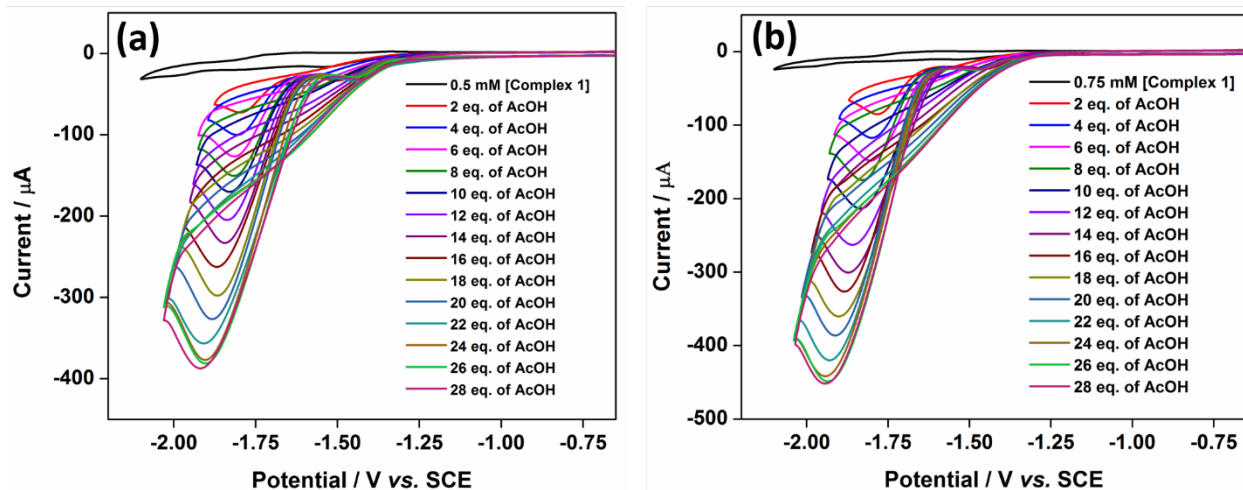 (a)
0
-100
-200
-300
-400
Current / μA
0.5 mM [Complex 1]
2 eq. of AcOH
4 eq. of AcOH
6 eq. of AcOH
8 eq. of AcOH
10 eq. of AcOH
12 eq. of AcOH
14 eq. of AcOH
16 eq. of AcOH
18 eq. of AcOH
20 eq. of AcOH
22 eq. of AcOH
24 eq. of AcOH
26 eq. of AcOH
28 eq. of AcOH
-2.00 -1.75 -1.50 -1.25 -1.00 -0.75
Potential / V vs. SCE
(b)
0
-100
-200
-300
-400
-500
Current / μA
0.75 mM [Complex 1]
2 eq. of AcOH
4 eq. of AcOH
6 eq. of AcOH
8 eq. of AcOH
10 eq. of AcOH
12 eq. of AcOH
14 eq. of AcOH
16 eq. of AcOH
18 eq. of AcOH
20 eq. of AcOH
22 eq. of AcOH
24 eq. of AcOH
26 eq. of AcOH
28 eq. of AcOH
-2.00 -1.75 -1.50 -1.25 -1.00 -0.75
Potential / V vs. SCE